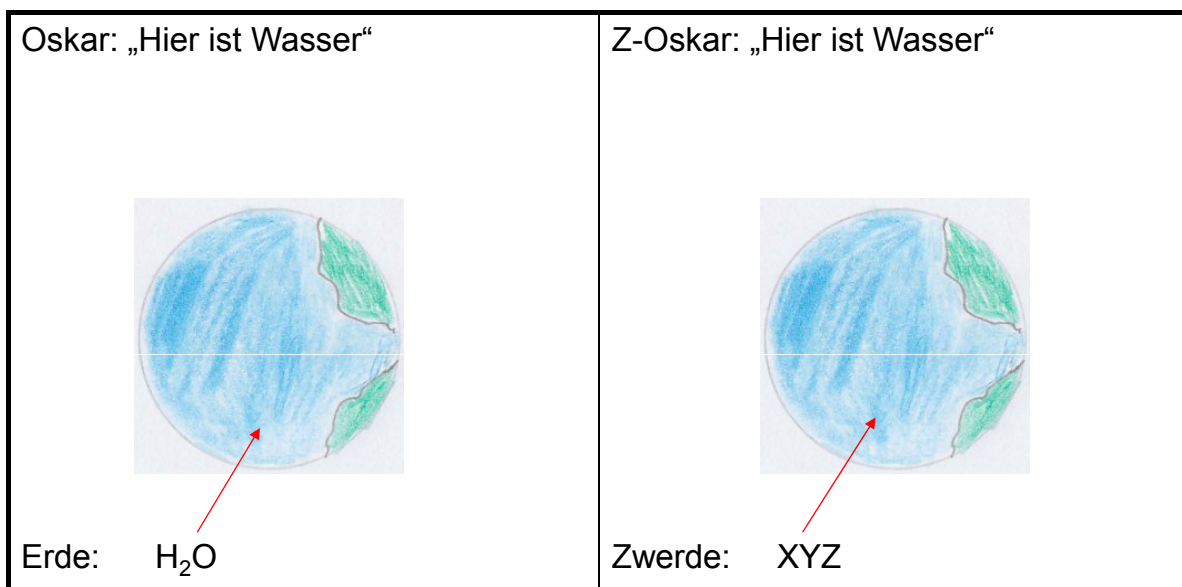 Oskar: „Hier ist Wasser“
Z-Oskar: „Hier ist Wasser“
Erde: H₂O
Zwerde: XYZ